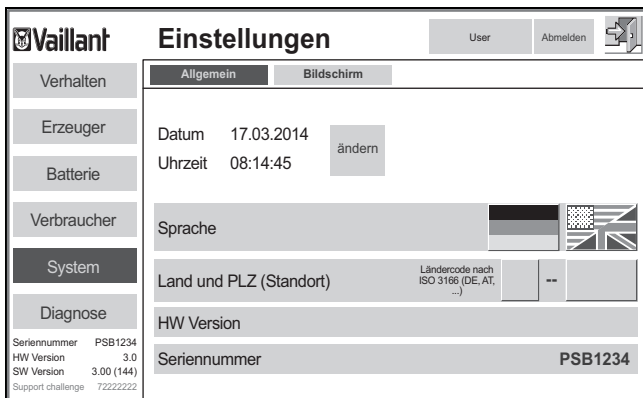 Vaillant
Einstellungen
User
Abmelden
Allgemein
Bildschirm
Verhalten
Erzeuger
Batterie
Verbraucher
System
Diagnose
Datum 17.03.2014
Uhrzeit 08:14:45
ändern
Sprache
Land und PLZ (Standort)
Ländercode nach
ISO 3166 (DE, AT,
...)
--
HW Version
Seriennummer PSB1234
Seriennummer PSB1234
HW Version 3.0
SW Version 3.00 (144)
Support challenge 72222222